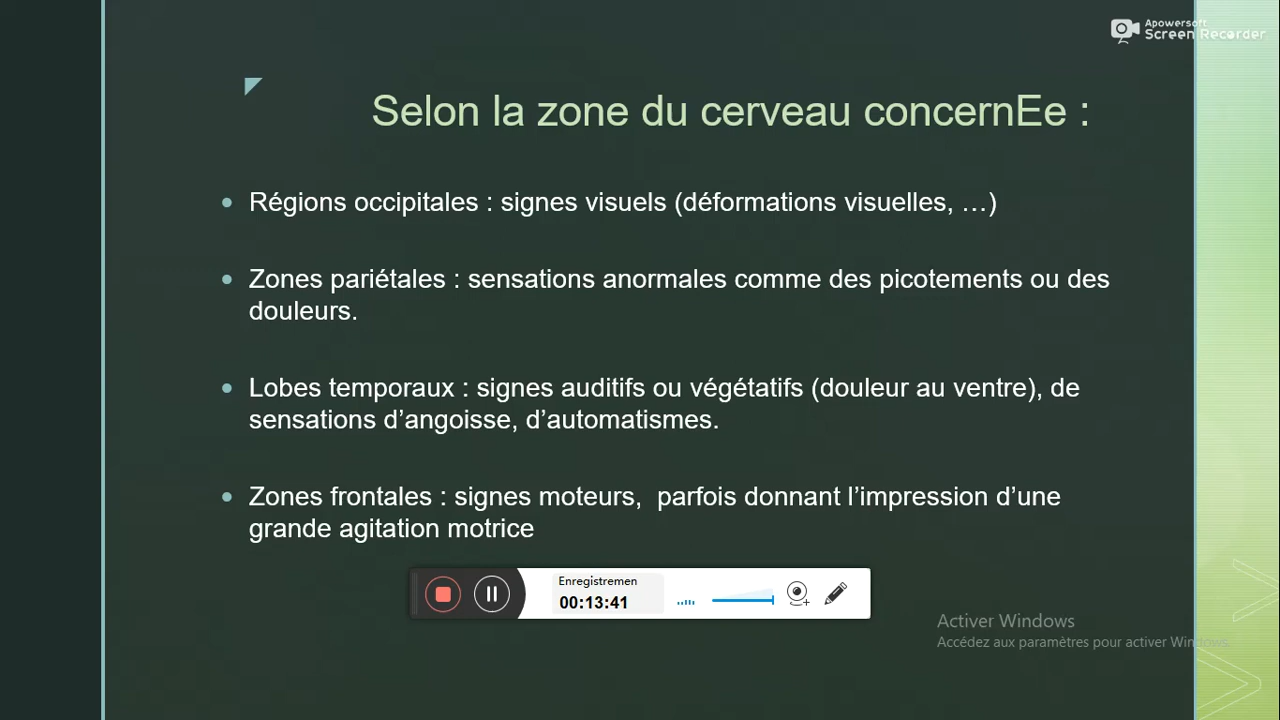 Apowersoft
Screen Recorder
Selon la zone du cerveau concernEe :
• Régions occipitales : signes visuels (déformations visuelles, …)
• Zones pariétales : sensations anormales comme des picotements ou des
douleurs.
• Lobes temporaux : signes auditifs ou végétatifs (douleur au ventre), de
sensations d’angoisse, d’automatismes.
• Zones frontales : signes moteurs,  parfois donnant l’impression d’une
grande agitation motrice
Enregistremen
00:13:41
Activer Windows
Accédez aux paramètres pour activer Windows.